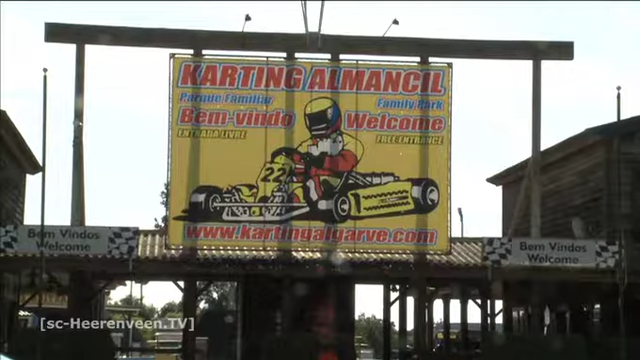 KARTING ALMANCIL
Parque Familiar
Family Park
Bem-vindo
Welcome
ENTRADA LIVRE
FREE ENTRANCE
22
www.kartingalgarve.com
Bem Vindos
Welcome
Bem Vindos
Welcome
[sc-Heerenveen.TV]